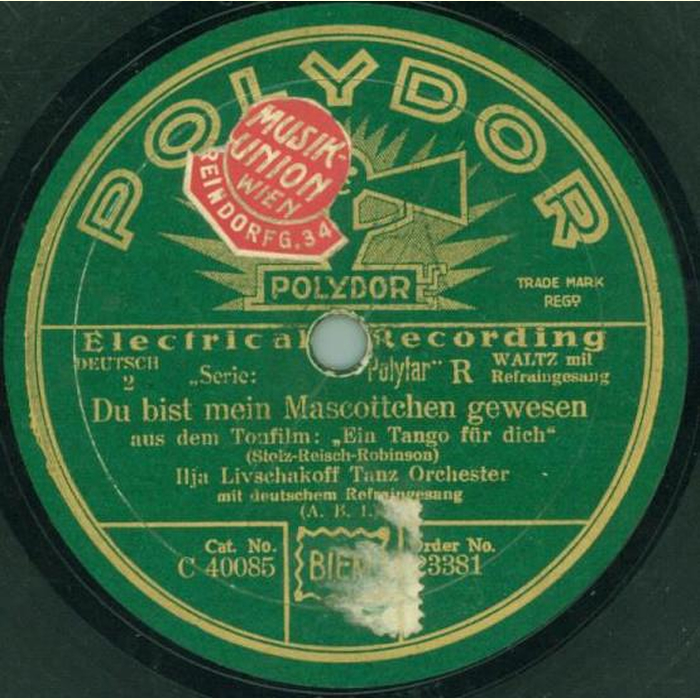 POLYDOR
MUSIK-
UNION
WIEN
REINDORFG. 34
POLYDOR
TRADE MARK
REGD
Electrical Recording
DEUTSCH
2
„Serie: Polyfar“ R
WALTZ mit
Refraingesang
Du bist mein Mascottchen gewesen
aus dem Tonfilm: „Ein Tango für dich“
(Stolz-Reisch-Robinson)
Ilja Livschakoff Tanz Orchester
mit deutschem Refraingesang
(A. B. I.)
Cat. No.
C 40085
BIEM
Order No.
23381